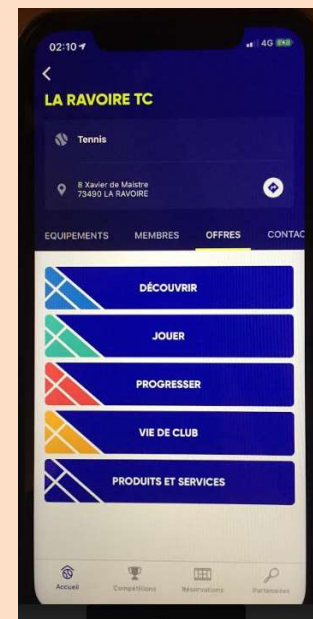 02:10
4G
LA RAVOIRE TC
Tennis
8 Xavier de Maistre
73490 LA RAVOIRE
EQUIPEMENTS MEMBRES OFFRES CONTAC
DÉCOUVRIR
JOUER
PROGRESSER
VIE DE CLUB
PRODUITS ET SERVICES
Accueil Compétitions Réservations Partenaires